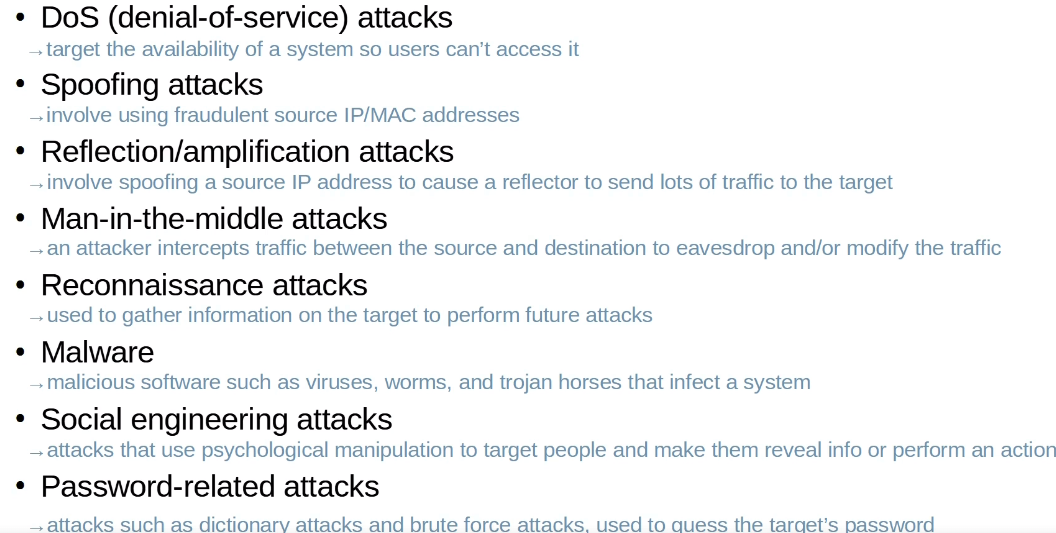 • DoS (denial-of-service) attacks
→target the availability of a system so users can’t access it
• Spoofing attacks
→involve using fraudulent source IP/MAC addresses
• Reflection/amplification attacks
→involve spoofing a source IP address to cause a reflector to send lots of traffic to the target
• Man-in-the-middle attacks
→an attacker intercepts traffic between the source and destination to eavesdrop and/or modify the traffic
• Reconnaissance attacks
→used to gather information on the target to perform future attacks
• Malware
→malicious software such as viruses, worms, and trojan horses that infect a system
• Social engineering attacks
→attacks that use psychological manipulation to target people and make them reveal info or perform an action
• Password-related attacks
→attacks such as dictionary attacks and brute force attacks, used to guess the target’s password